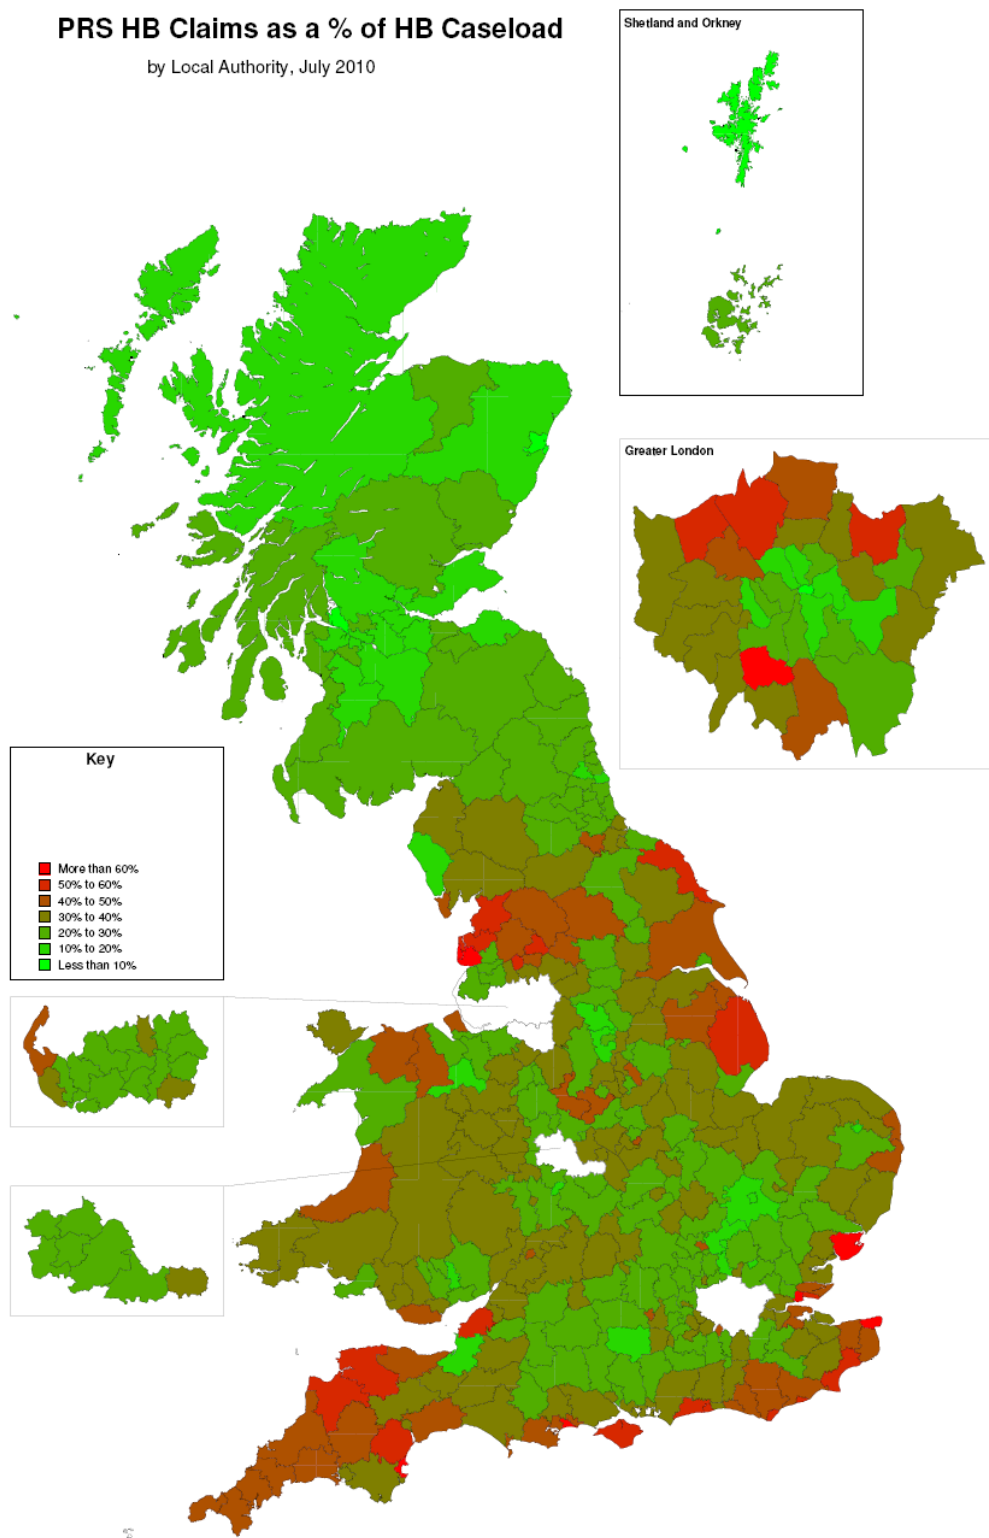 PRS HB Claims as a % of HB Caseload
by Local Authority, July 2010
Shetland and Orkney
Greater London
Key
More than 60%
50% to 60%
40% to 50%
30% to 40%
20% to 30%
10% to 20%
Less than 10%